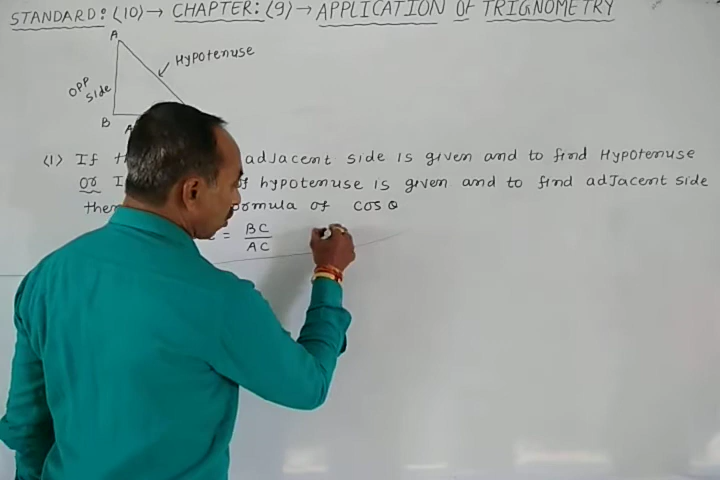 STANDARD: (10) → CHAPTER: (9) → APPLICATION OF TRIGNOMETRY
A
Hypotenuse
OPP side
B
(1) If adjacent side is given and to find Hypotenuse
OR I of hypotenuse is given and to find adJacent side
formula of cos θ
= BC
AC